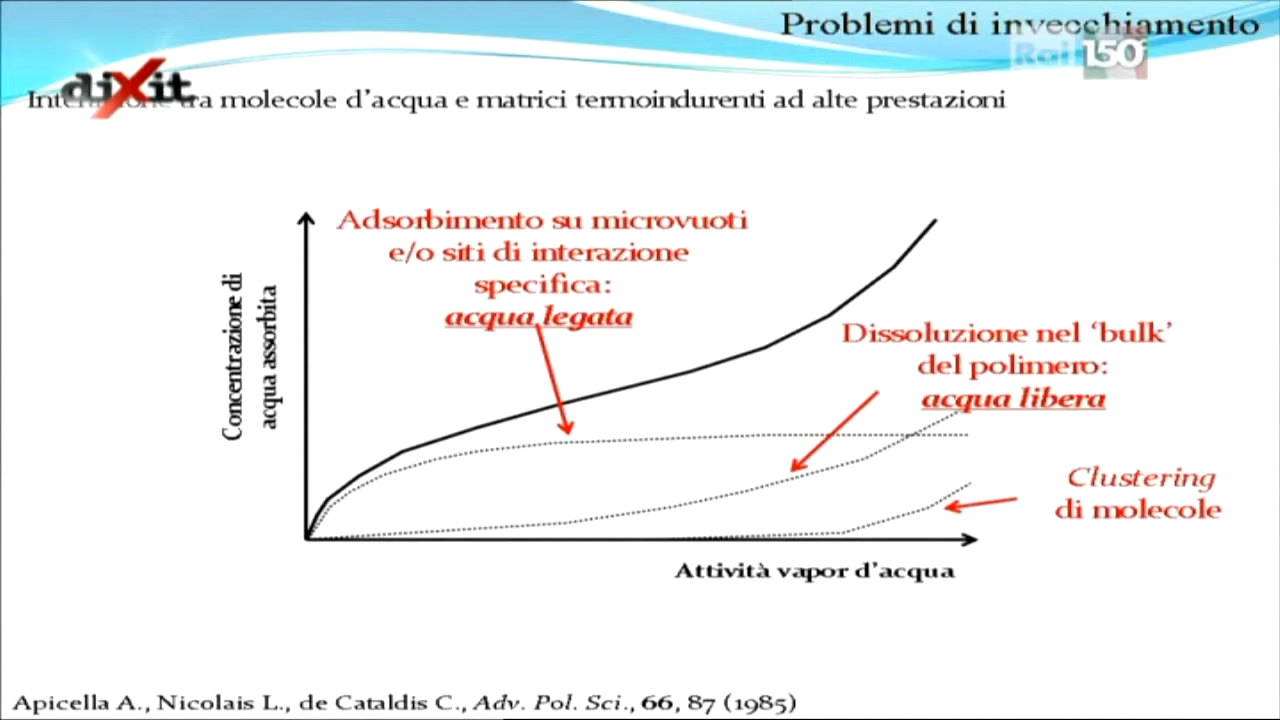 Problemi di invecchiamento
Rai 150°
dixit
tra molecole d'acqua e matrici termoindurenti ad alte prestazioni
Adsorbimento su microvuoti
e/o siti di interazione
specifica:
acqua legata
Concentrazione di
acqua assorbita
Dissoluzione nel 'bulk'
del polimero:
acqua libera
Clustering
di molecole
Attività vapor d'acqua
Apicella A., Nicolais L., de Cataldis C., Adv. Pol. Sci., 66, 87 (1985)